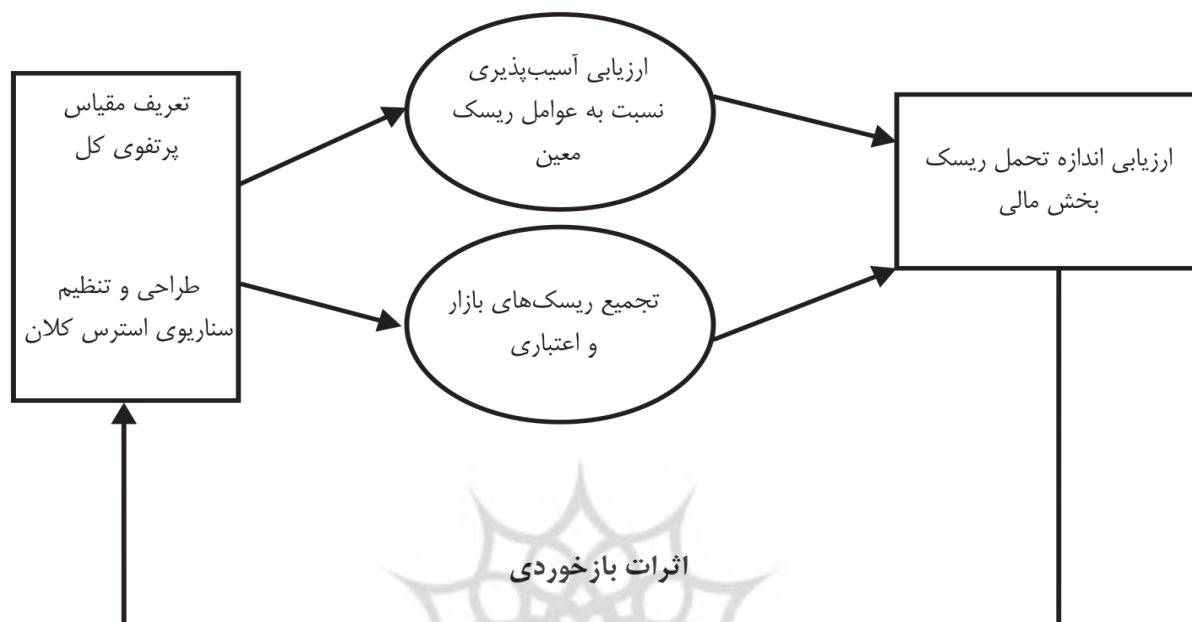 تعریف مقیاس
پرتفوی کل
طراحی و تنظیم
سناریوی استرس کلان
ارزیابی آسیب‌پذیری
نسبت به عوامل ریسک
معین
تجمیع ریسک‌های بازار
و اعتباری
ارزیابی اندازه تحمل ریسک
بخش مالی
اثرات بازخوردی